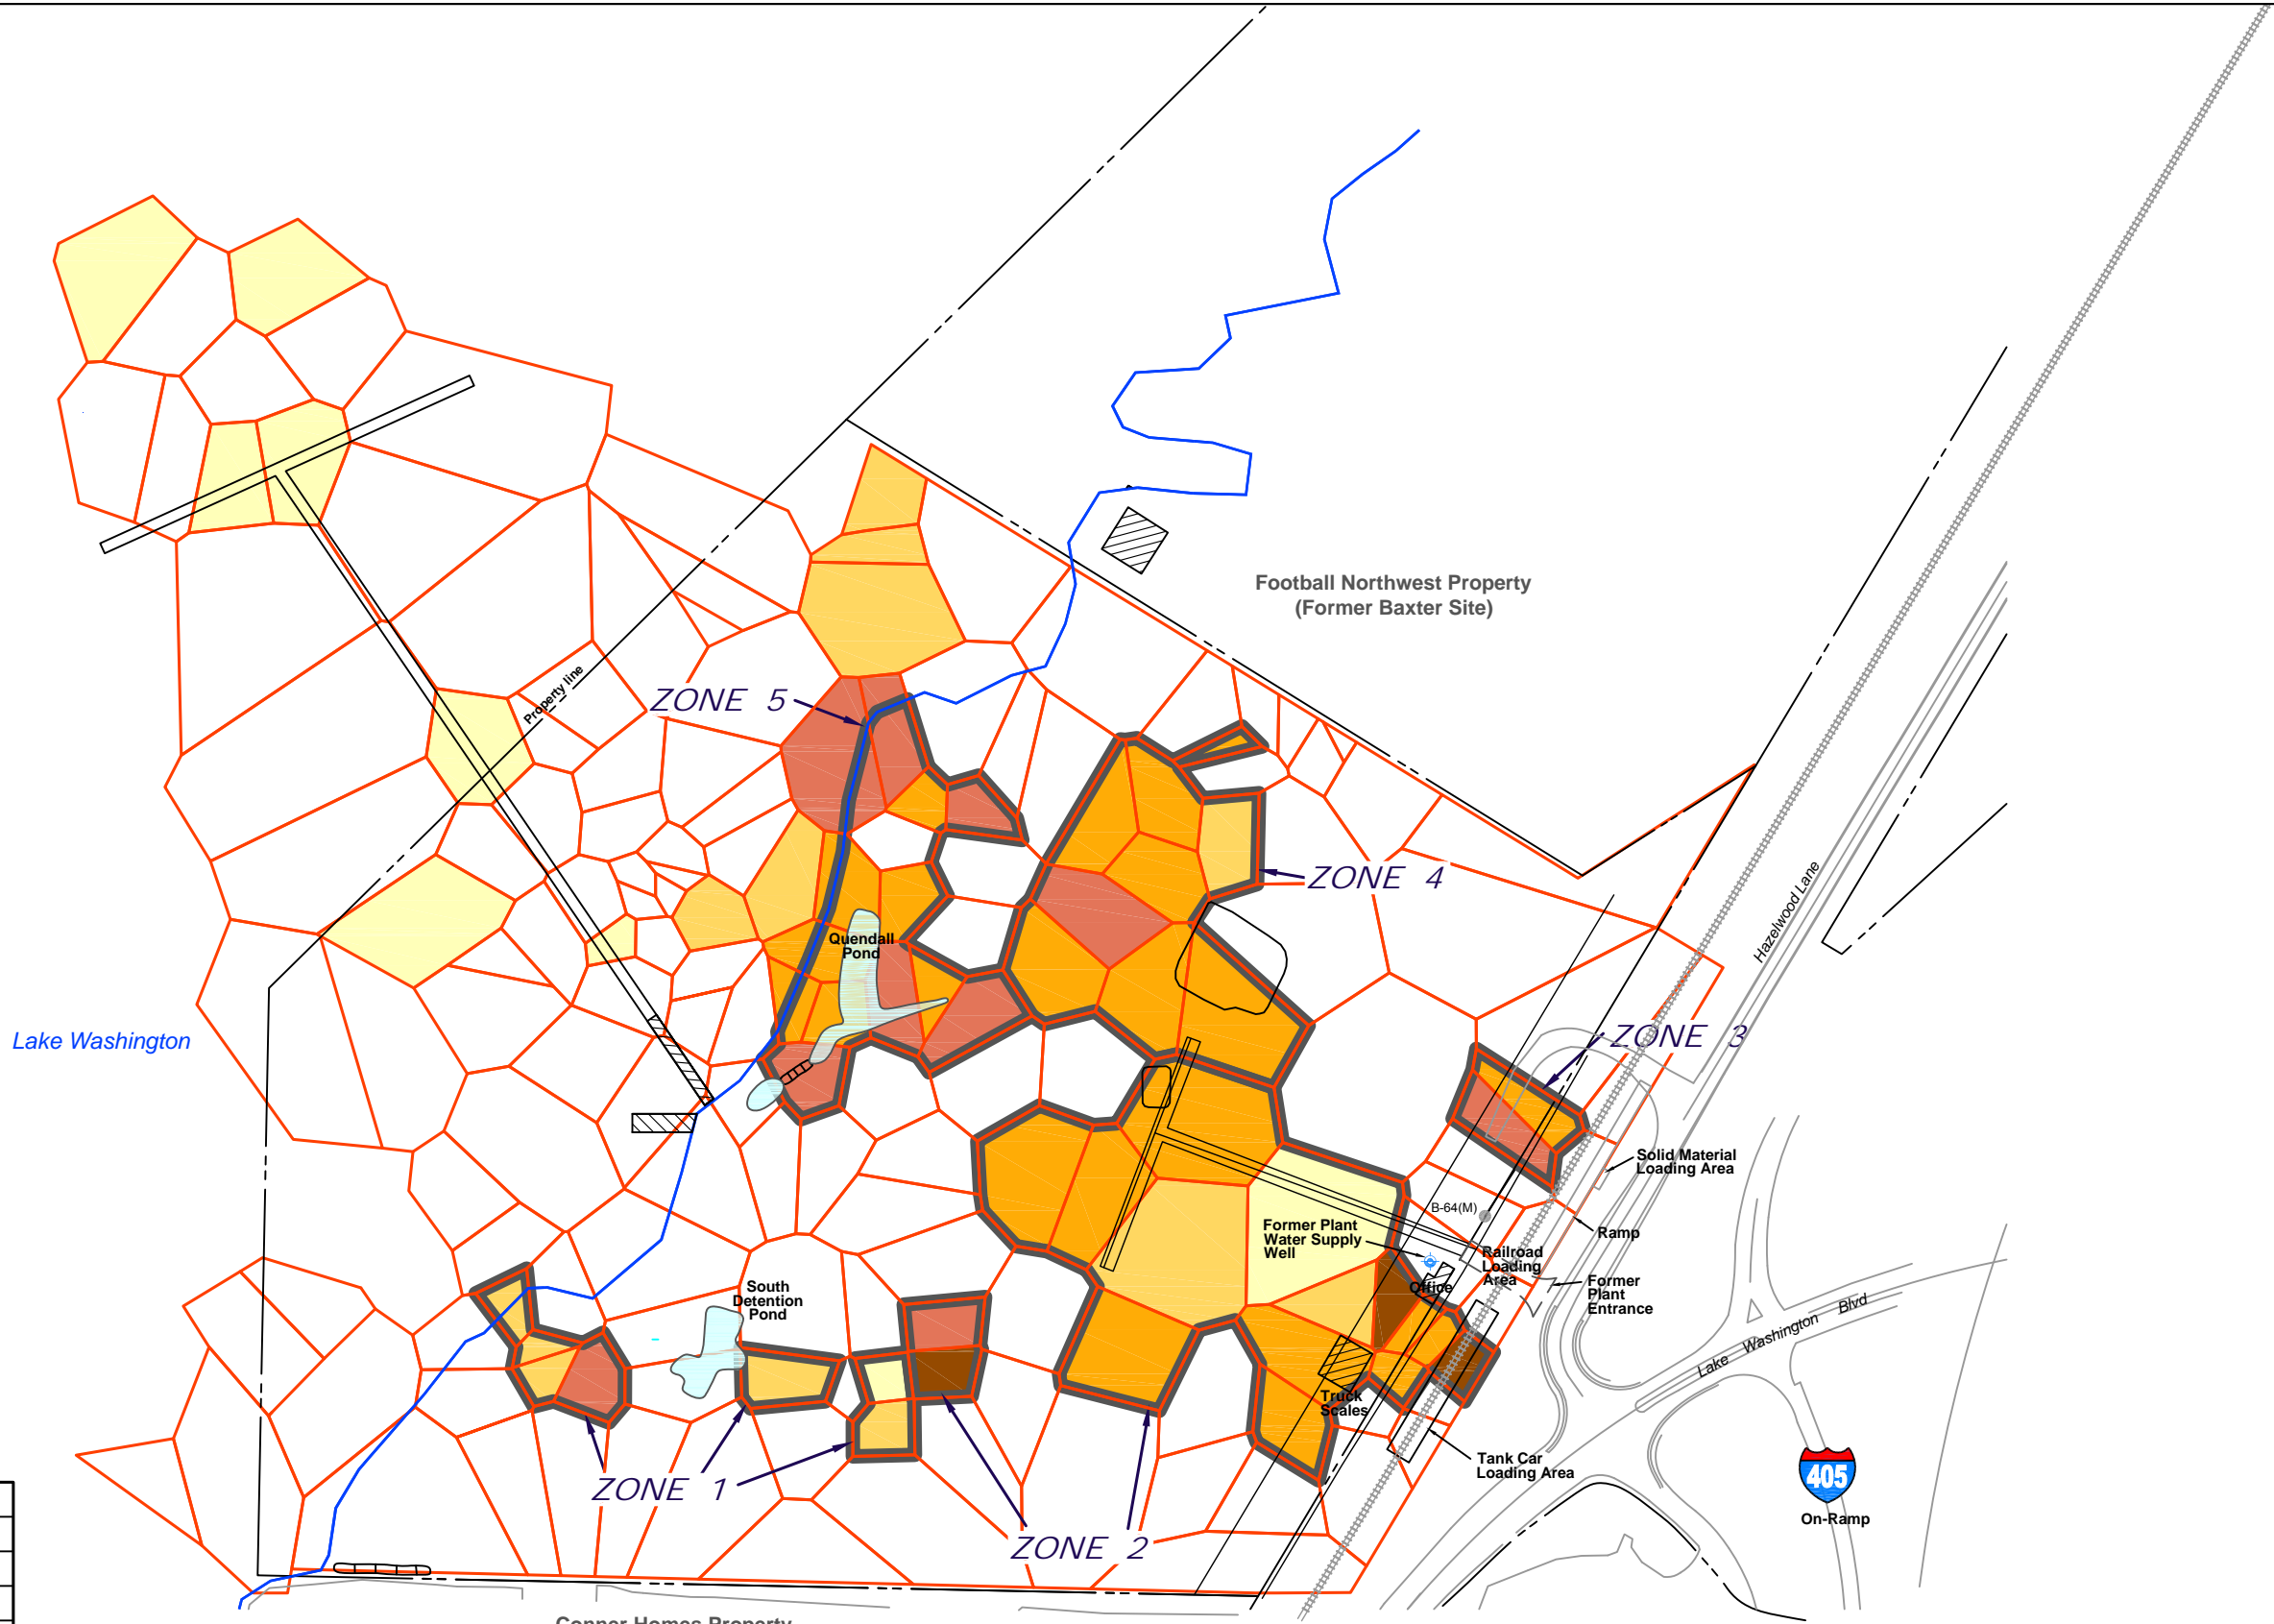 Football Northwest Property
(Former Baxter Site)
Property line
ZONE 5
ZONE 4
Hazelwood Lane
Quendall
Pond
Lake Washington
ZONE 3
Solid Material
Loading Area
B-64(M)
Former Plant
Water Supply
Well
Ramp
Railroad
Loading
Area
Office
Former
Plant
Entrance
South
Detention
Pond
Lake Washington Blvd
Truck
Scales
Tank Car
Loading Area
ZONE 1
405
On-Ramp
ZONE 2
Conner Homes Property